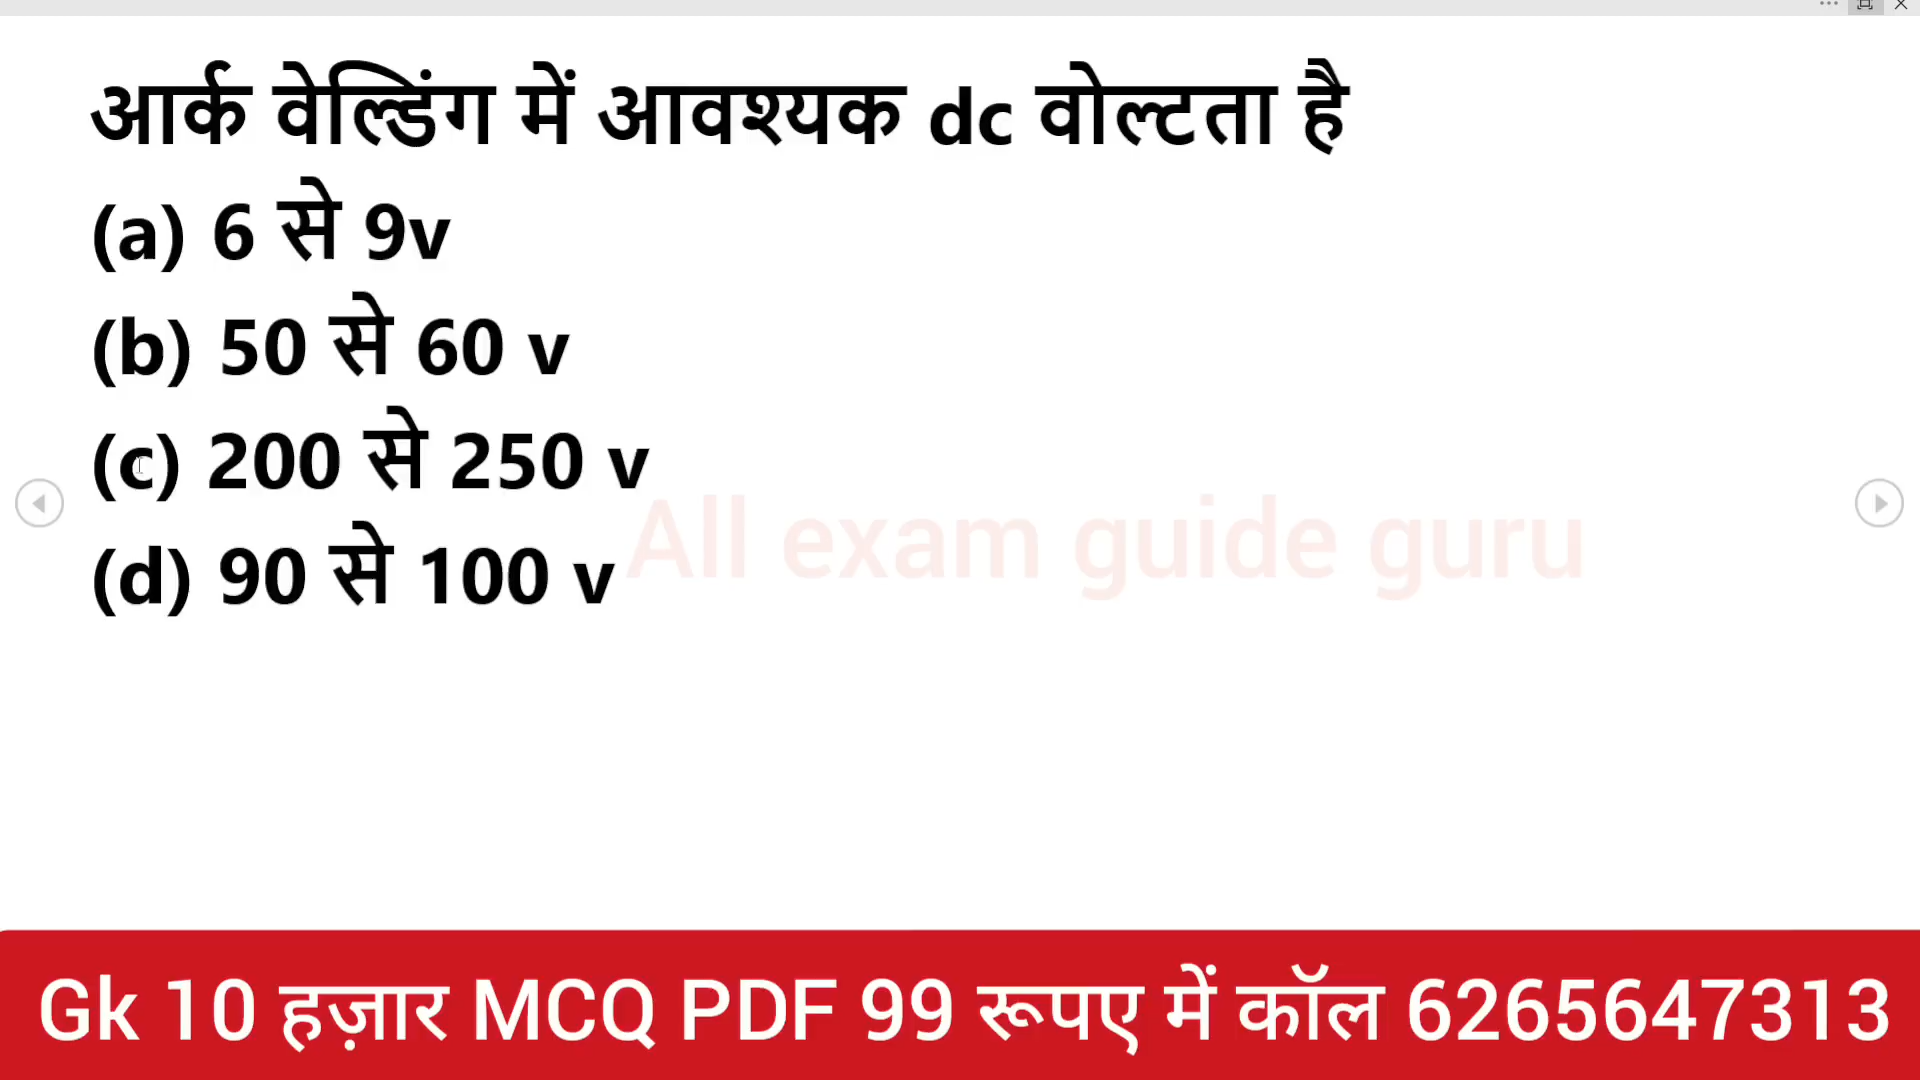 आर्क वेल्डिंग में आवश्यक dc वोल्टता है
(a) 6 से 9v
(b) 50 से 60 v
(c) 200 से 250 v
(d) 90 से 100 v
All exam guide guru
Gk 10 हज़ार MCQ PDF 99 रूपए में कॉल 6265647313